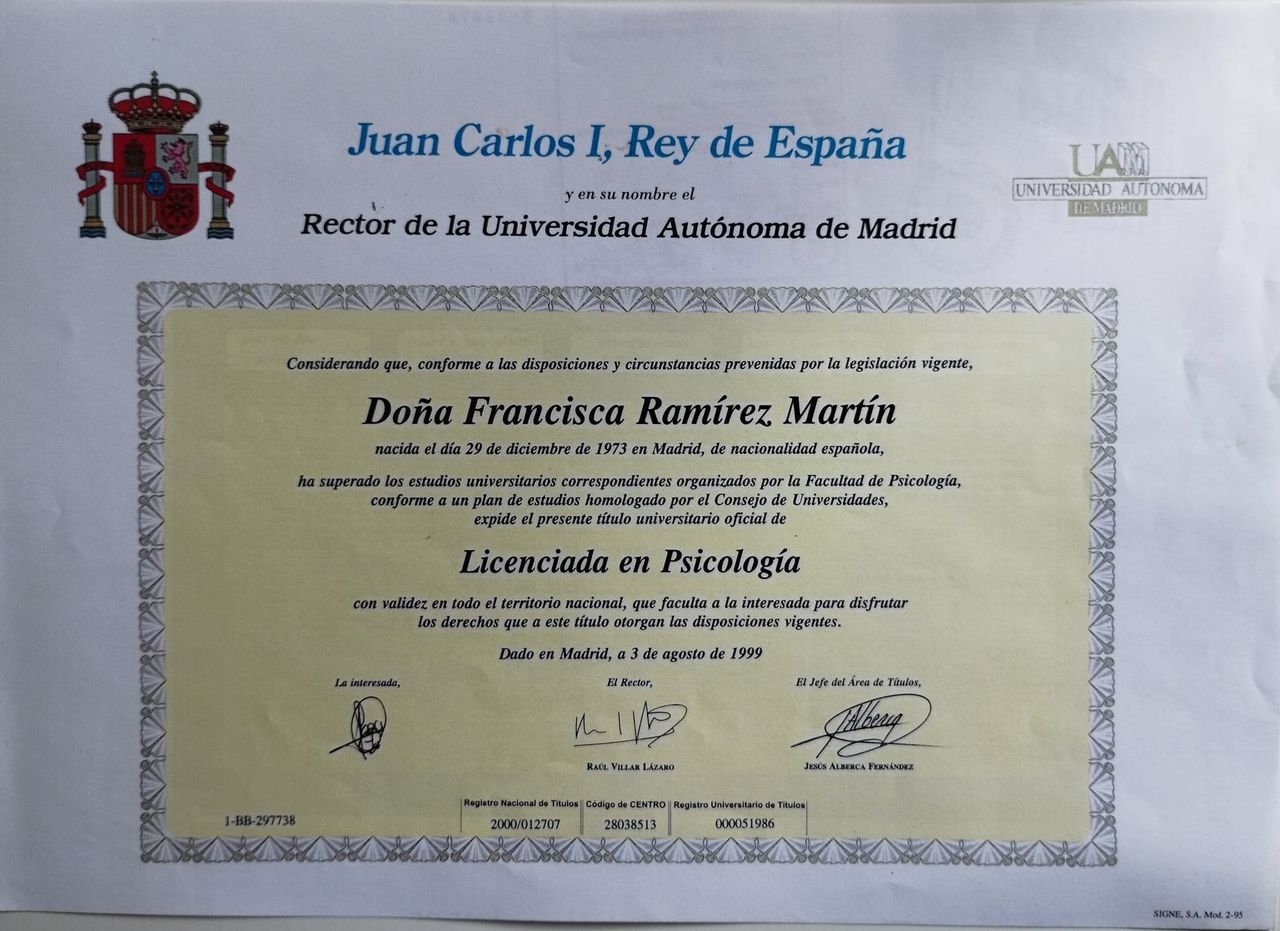 Juan Carlos I, Rey de España
y en su nombre el
Rector de la Universidad Autónoma de Madrid
UAM
UNIVERSIDAD AUTONOMA
DE MADRID
Considerando que, conforme a las disposiciones y circunstancias prevenidas por la legislación vigente,
Doña Francisca Ramírez Martín
nacida el día 29 de diciembre de 1973 en Madrid, de nacionalidad española,
ha superado los estudios universitarios correspondientes organizados por la Facultad de Psicología,
conforme a un plan de estudios homologado por el Consejo de Universidades,
expide el presente título universitario oficial de
Licenciada en Psicología
con validez en todo el territorio nacional, que faculta a la interesada para disfrutar
los derechos que a este título otorgan las disposiciones vigentes.
Dado en Madrid, a 3 de agosto de 1999
La interesada, El Rector, El Jefe del Área de Títulos,
JAlberca
RAÚL VILLAR LÁZARO JESÚS ALBERCA FERNÁNDEZ
Registro Nacional de Títulos Código de CENTRO Registro Universitario de Títulos
1-BB-297738 2000/012707 28038513 000051986
SIGNE, S.A. Mod. 2-95